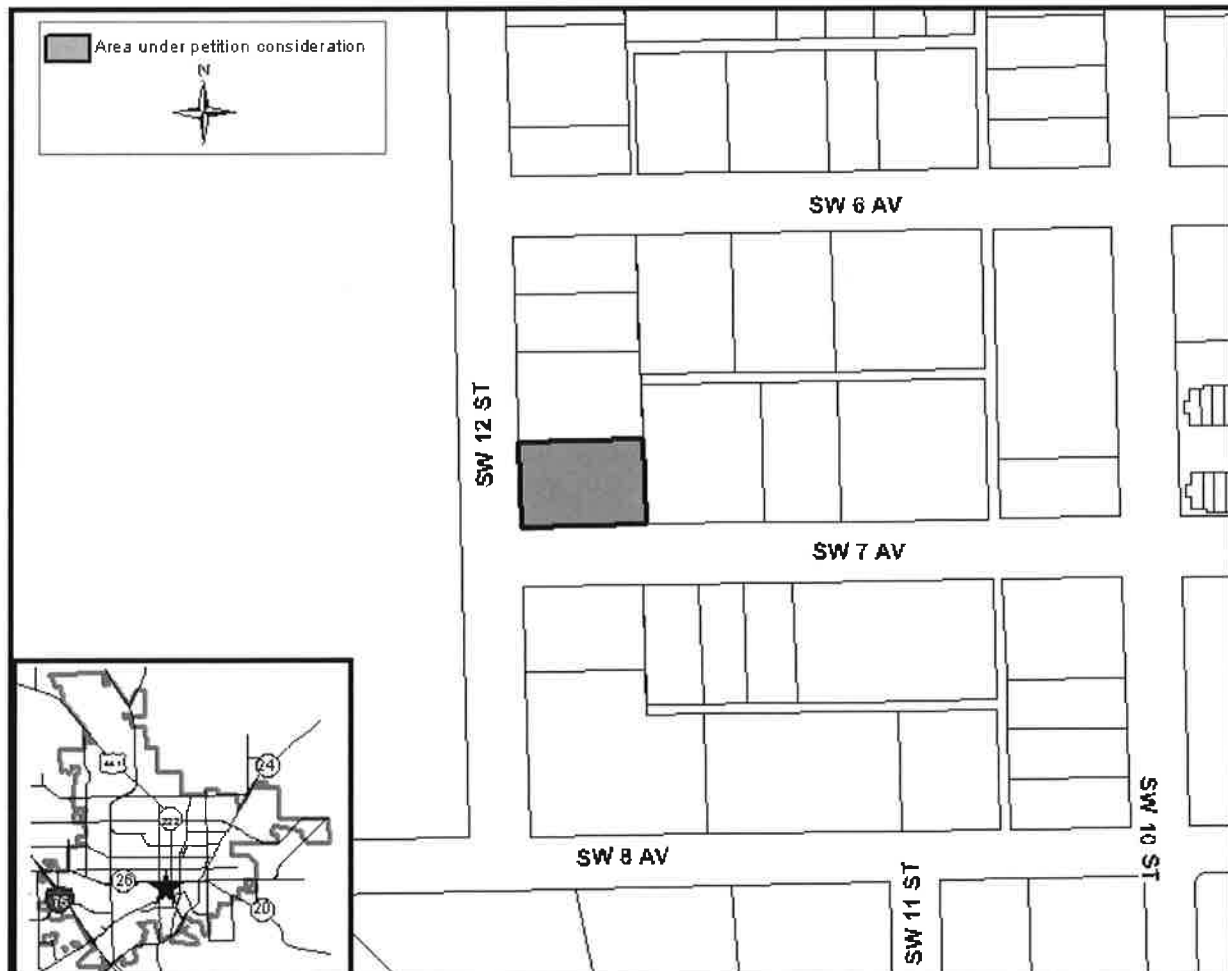 Area under petition consideration
N
SW 6 AV
SW 12 ST
SW 7 AV
SW 8 AV
SW 10 ST
SW 11 ST
441
24
222
26
20